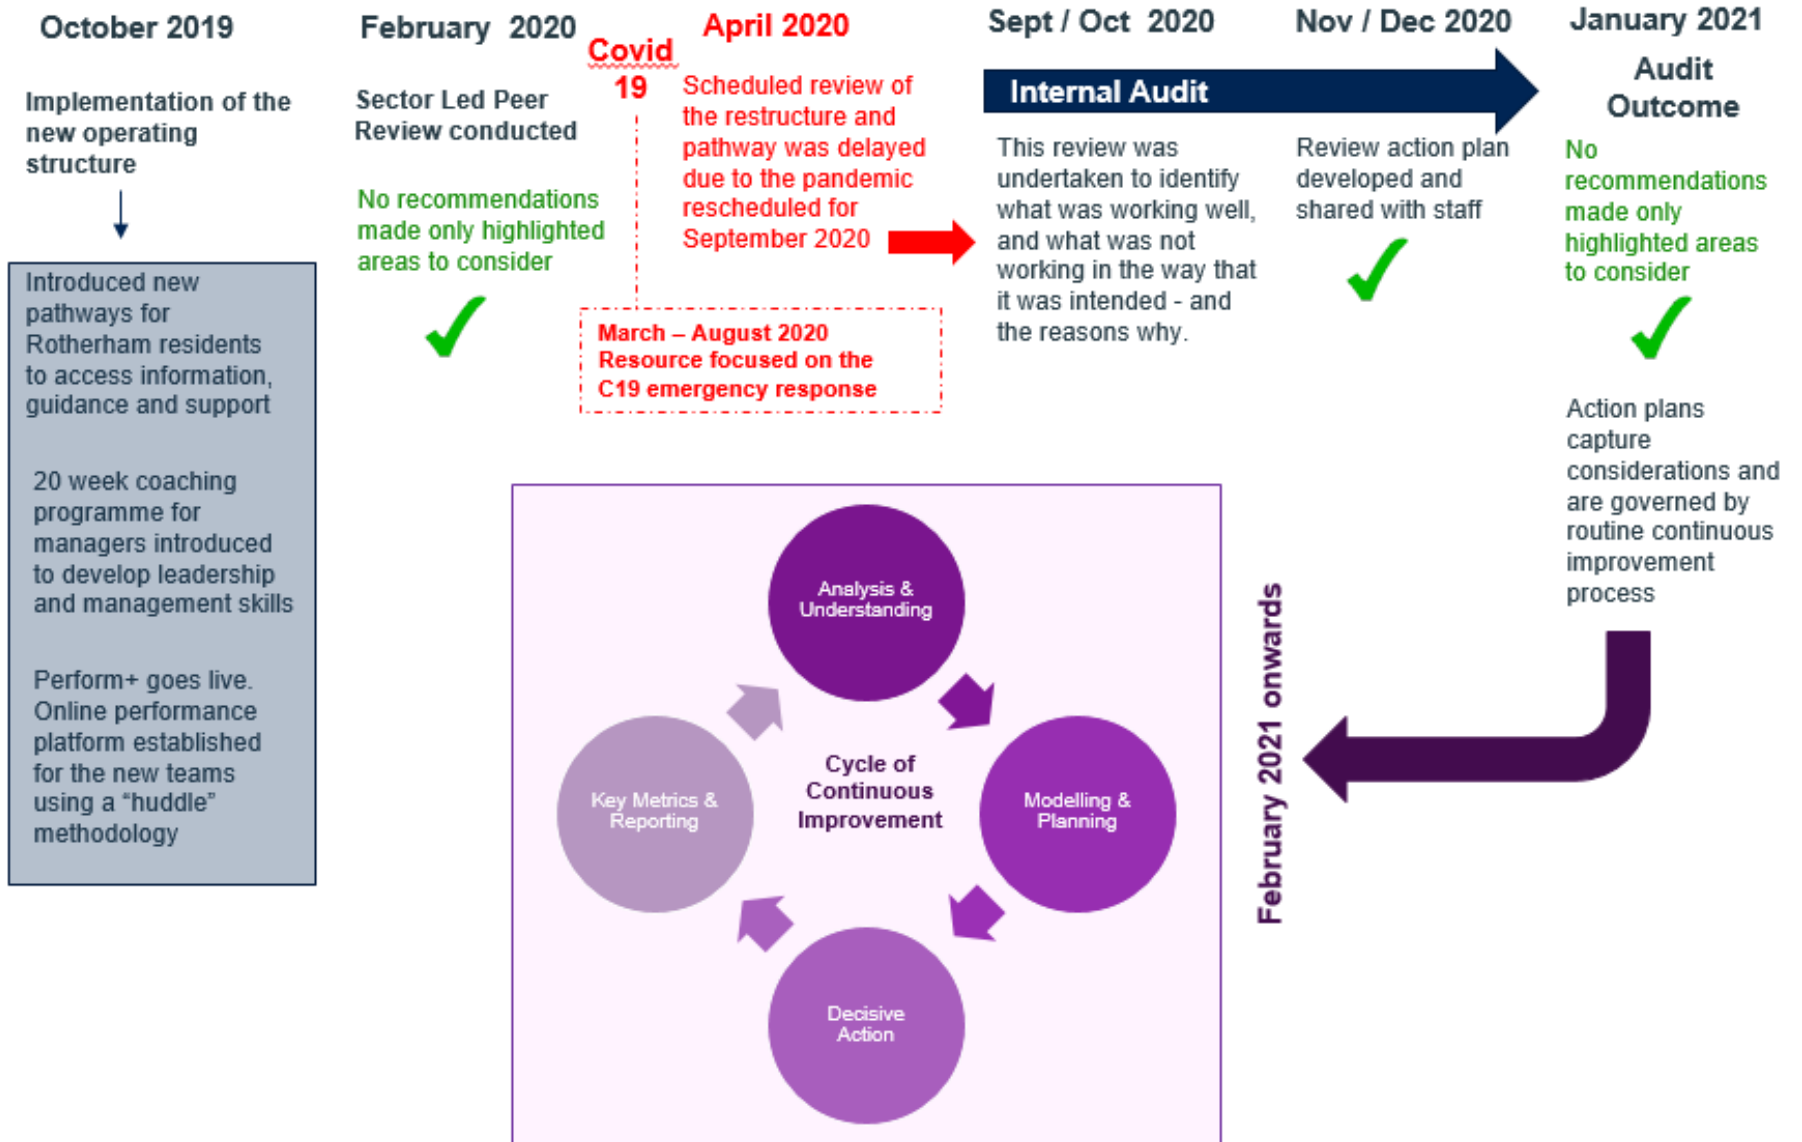 October 2019
Implementation of the
new operating
structure
Introduced new
pathways for
Rotherham residents
to access information,
guidance and support
20 week coaching
programme for
managers introduced
to develop leadership
and management skills
Perform+ goes live.
Online performance
platform established
for the new teams
using a “huddle”
methodology
February 2020
Sector Led Peer
Review conducted
No recommendations
made only highlighted
areas to consider
Covid
19
April 2020
Scheduled review of
the restructure and
pathway was delayed
due to the pandemic
rescheduled for
September 2020
March – August 2020
Resource focused on the
C19 emergency response
Sept / Oct 2020
Internal Audit
This review was
undertaken to identify
what was working well,
and what was not
working in the way that
it was intended - and
the reasons why.
Nov / Dec 2020
Review action plan
developed and
shared with staff
January 2021
Audit
Outcome
No
recommendations
made only
highlighted areas
to consider
Action plans
capture
considerations and
are governed by
routine continuous
improvement
process
February 2021 onwards
Analysis &
Understanding
Modelling &
Planning
Decisive
Action
Key Metrics &
Reporting
Cycle of
Continuous
Improvement